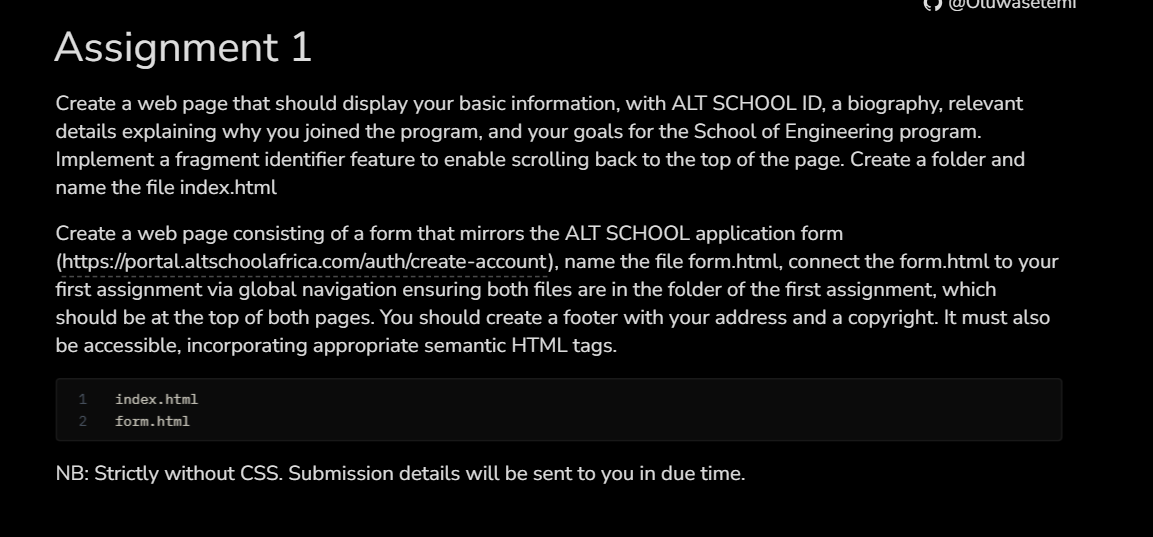 @Oluwasetemi
Assignment 1
Create a web page that should display your basic information, with ALT SCHOOL ID, a biography, relevant
details explaining why you joined the program, and your goals for the School of Engineering program.
Implement a fragment identifier feature to enable scrolling back to the top of the page. Create a folder and
name the file index.html
Create a web page consisting of a form that mirrors the ALT SCHOOL application form
(https://portal.altschoolafrica.com/auth/create-account), name the file form.html, connect the form.html to your
first assignment via global navigation ensuring both files are in the folder of the first assignment, which
should be at the top of both pages. You should create a footer with your address and a copyright. It must also
be accessible, incorporating appropriate semantic HTML tags.
1 index.html
2 form.html
NB: Strictly without CSS. Submission details will be sent to you in due time.